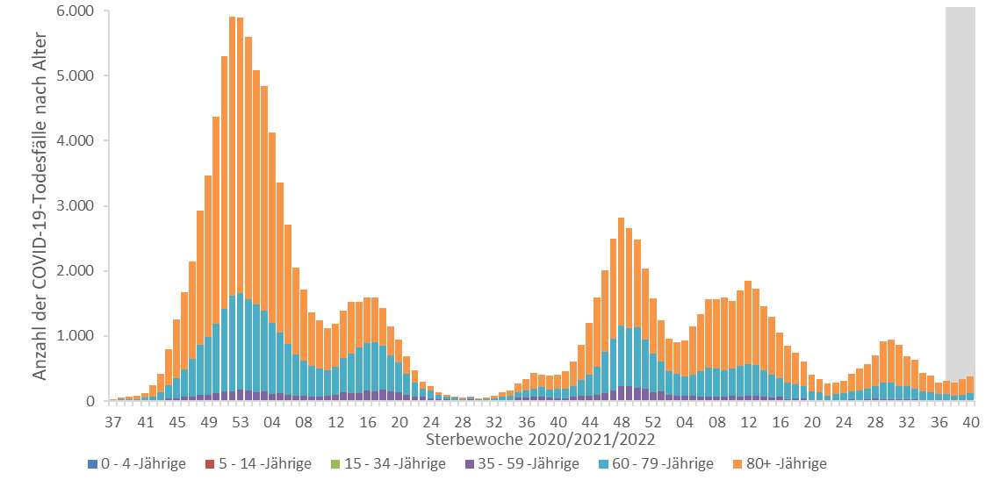 Anzahl der COVID-19-Todesfälle nach Alter
6.000
5.000
4.000
3.000
2.000
1.000
0
37 41 45 49 53 04 08 12 16 20 24 28 32 36 40 44 48 52 04 08 12 16 20 24 28 32 36 40
Sterbewoche 2020/2021/2022
0 - 4 -Jährige 5 - 14 -Jährige 15 - 34 -Jährige 35 - 59 -Jährige 60 - 79 -Jährige 80+ -Jährige